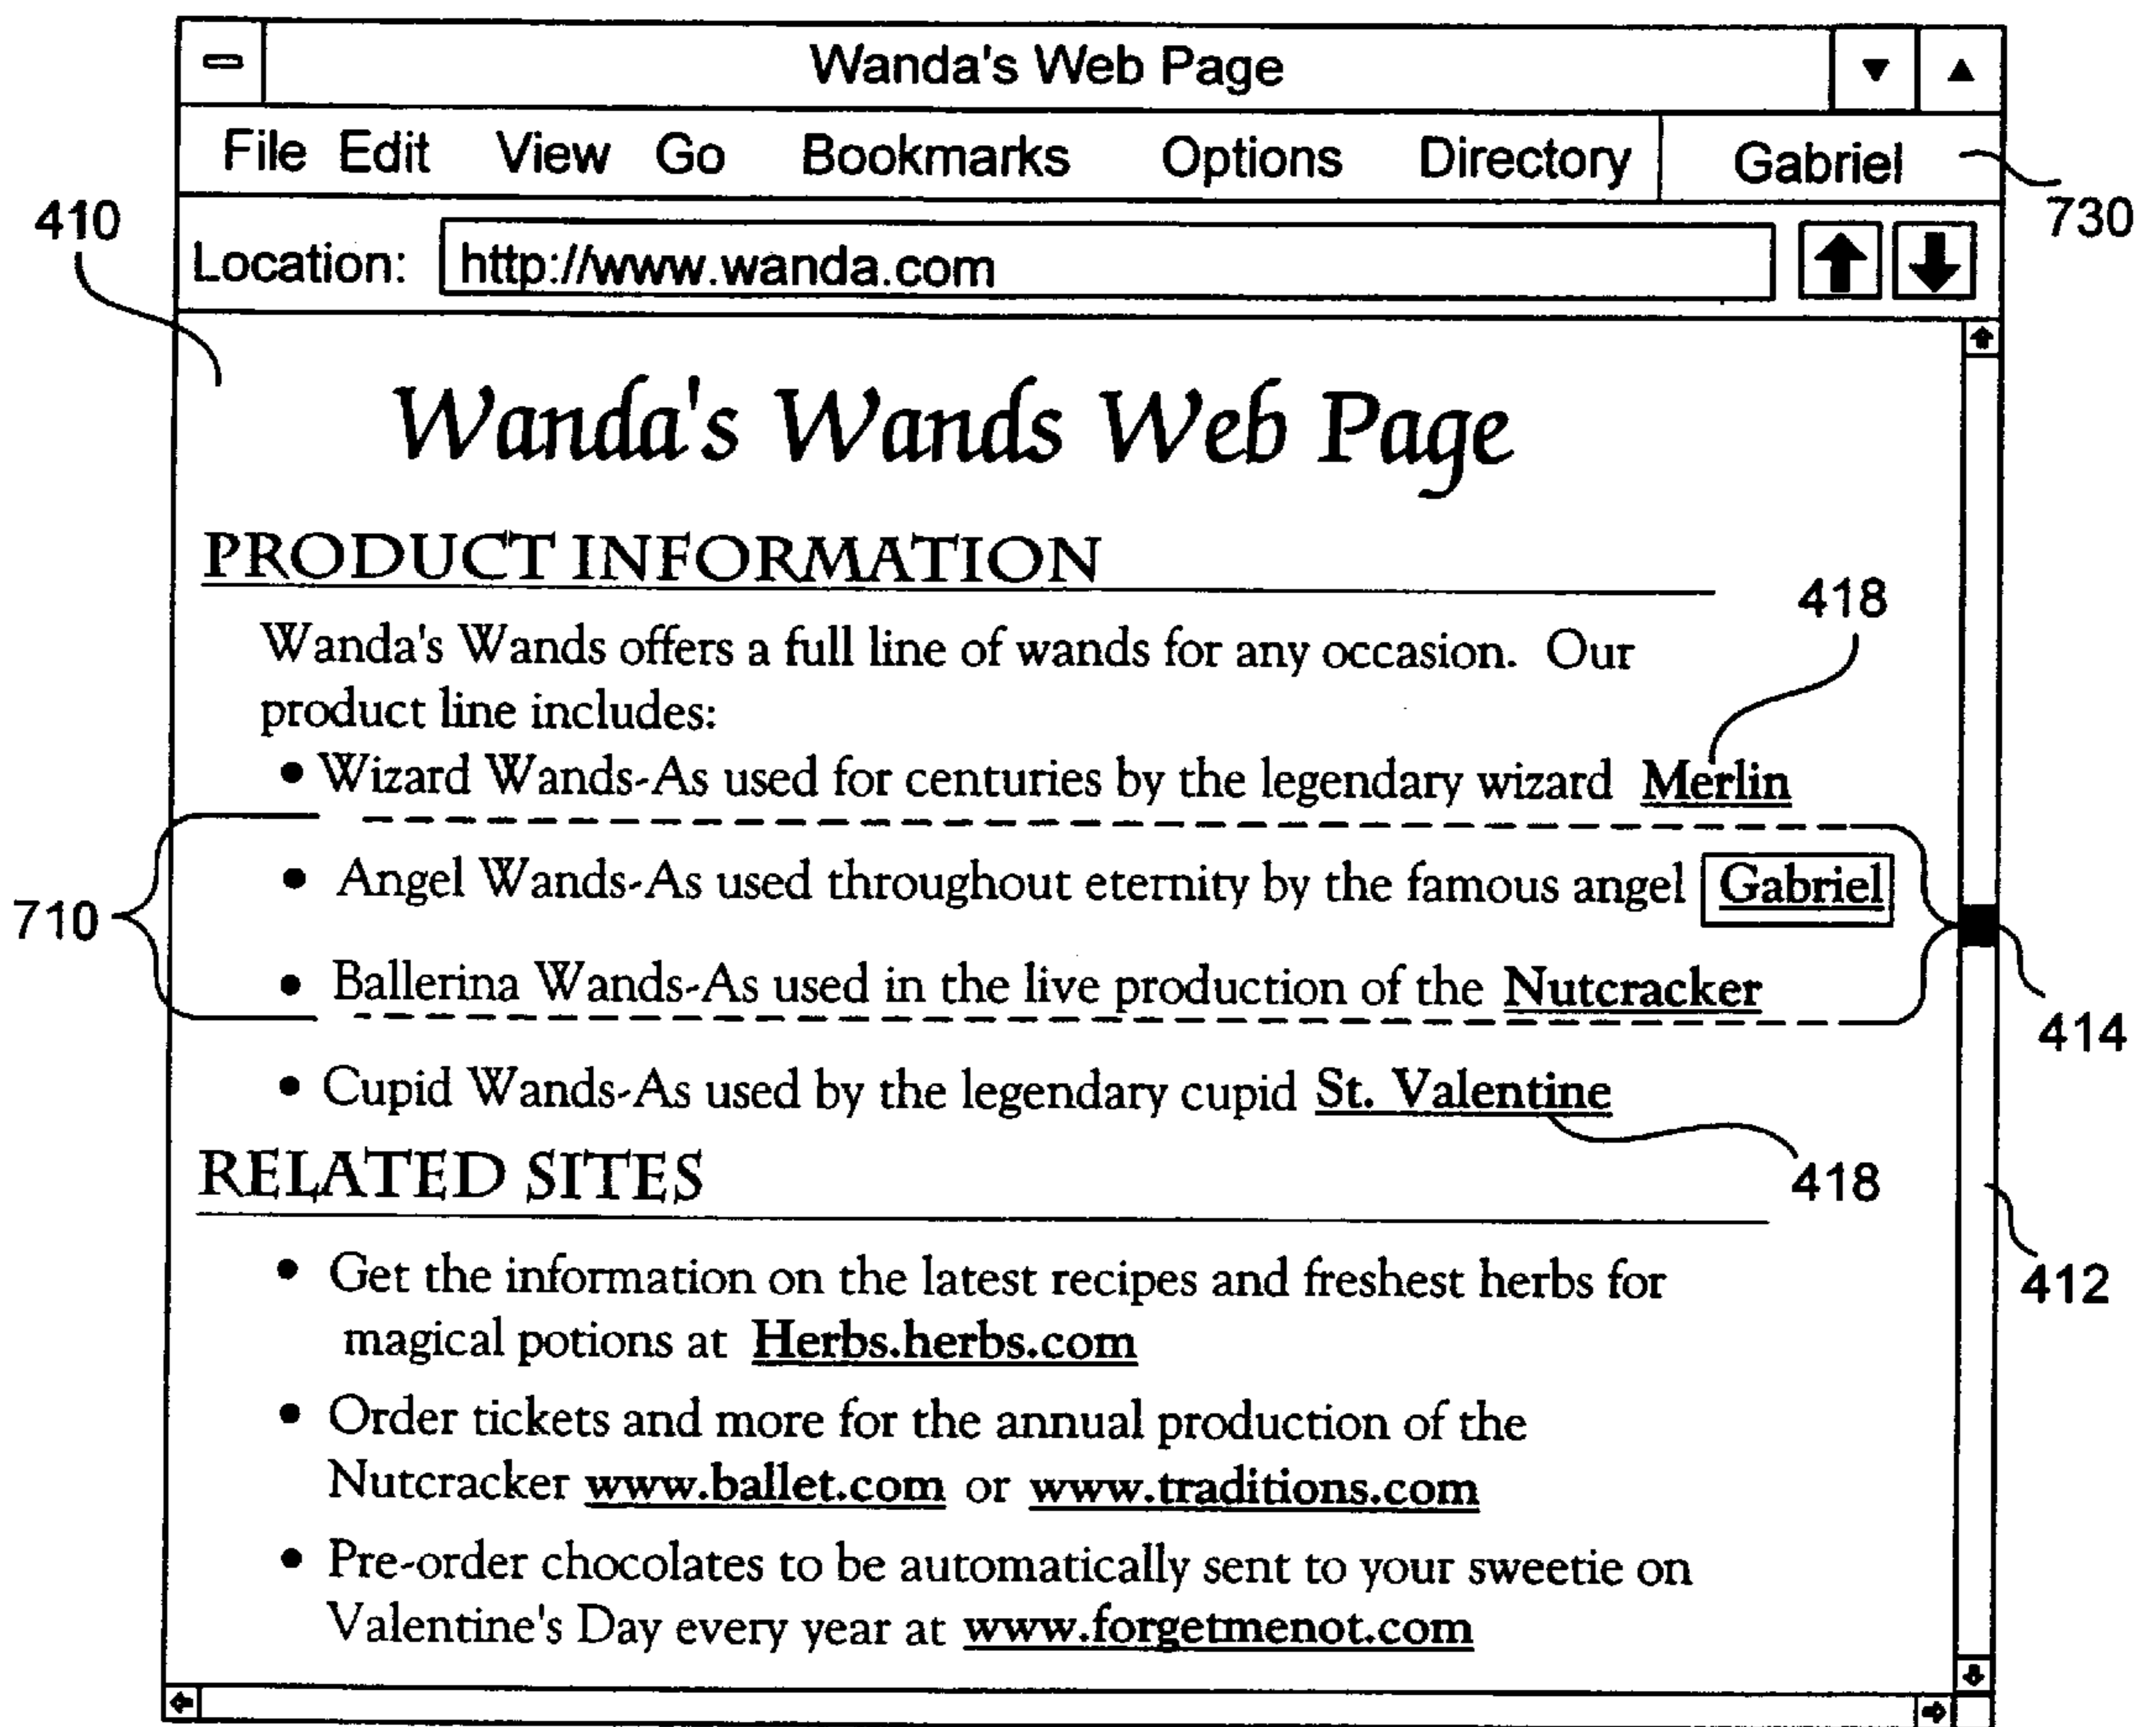 Wanda's Web Page
File Edit View Go Bookmarks Options Directory Gabriel
730
410
Location: http://www.wanda.com
Wanda's Wands Web Page
PRODUCT INFORMATION
418
Wanda's Wands offers a full line of wands for any occasion. Our
product line includes:
• Wizard Wands-As used for centuries by the legendary wizard Merlin
• Angel Wands-As used throughout eternity by the famous angel Gabriel
710
• Ballerina Wands-As used in the live production of the Nutcracker
414
• Cupid Wands-As used by the legendary cupid St. Valentine
RELATED SITES
418
412
• Get the information on the latest recipes and freshest herbs for
magical potions at Herbs.herbs.com
• Order tickets and more for the annual production of the
Nutcracker www.ballet.com or www.traditions.com
• Pre-order chocolates to be automatically sent to your sweetie on
Valentine's Day every year at www.forgetmenot.com